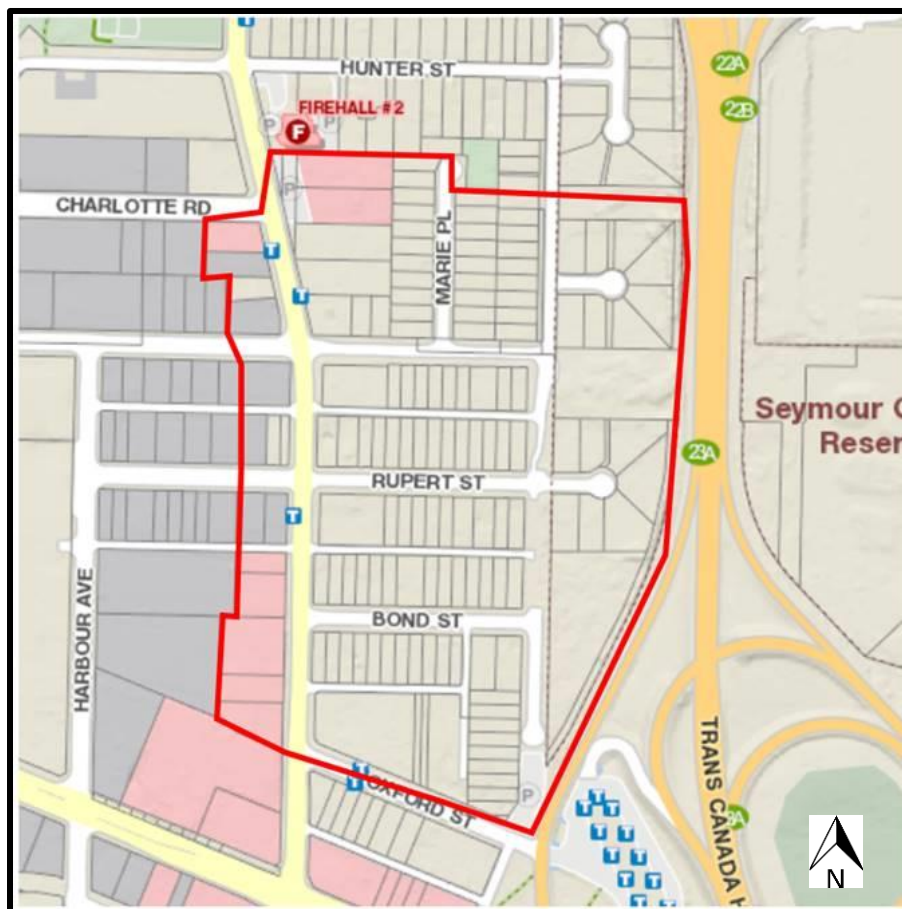 T
HUNTER ST
22A
22B
FIREHALL #2
P
P
F
P
CHARLOTTE RD
MARIE PL
T
T
Seymour C
Reser
23A
RUPERT ST
T
HARBOUR AVE
BOND ST
TRANS CANADA H
T
T
OXFORD ST
P
T
T
T
T
T
T
T
T
T
T
T
T
N